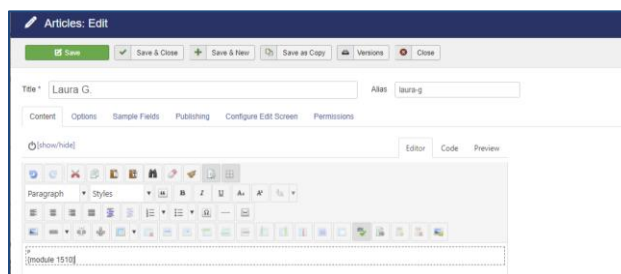 Articles: Edit
Save Save & Close Save & New Save as Copy Versions Close
Title * Laura G. Alias laura-g
Content Options Sample Fields Publishing Configure Edit Screen Permissions
[show/hide] Editor Code Preview
Paragraph Styles B I U
P
{module 1510}